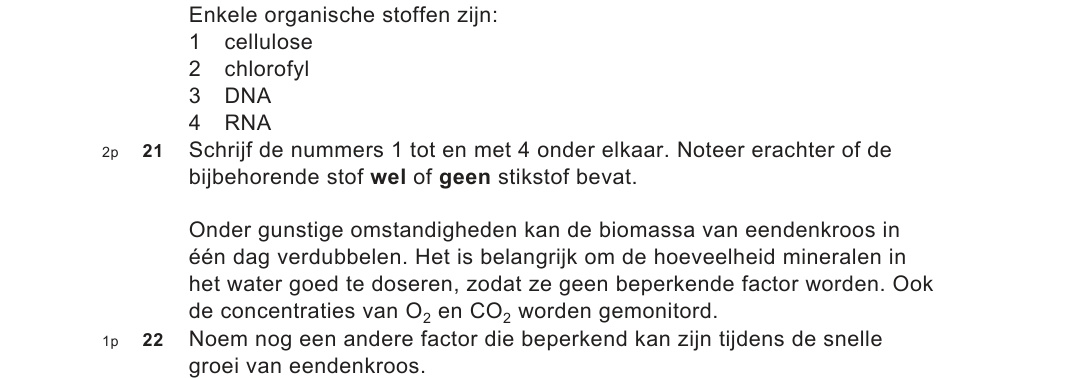 Enkele organische stoffen zijn:
1 cellulose
2 chlorofyl
3 DNA
4 RNA
2p 21 Schrijf de nummers 1 tot en met 4 onder elkaar. Noteer erachter of de
bijbehorende stof wel of geen stikstof bevat.
Onder gunstige omstandigheden kan de biomassa van eendenkroos in
één dag verdubbelen. Het is belangrijk om de hoeveelheid mineralen in
het water goed te doseren, zodat ze geen beperkende factor worden. Ook
de concentraties van O₂ en CO₂ worden gemonitord.
1p 22 Noem nog een andere factor die beperkend kan zijn tijdens de snelle
groei van eendenkroos.